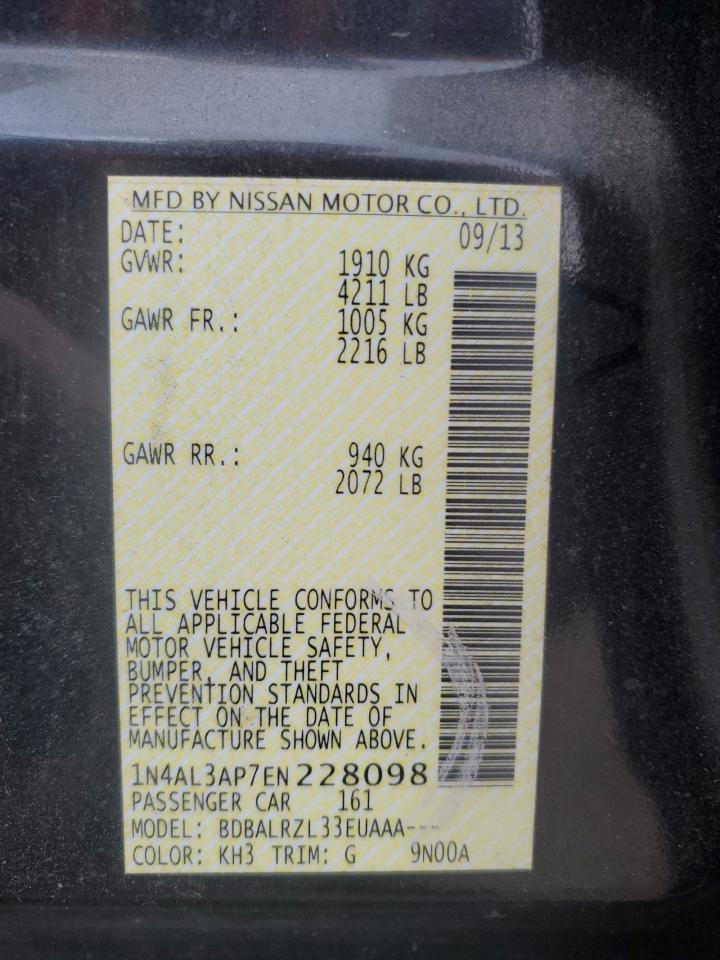 MFD BY NISSAN MOTOR CO., LTD.
DATE: 09/13
GVWR: 1910 KG
4211 LB
GAWR FR.: 1005 KG
2216 LB
GAWR RR.: 940 KG
2072 LB
THIS VEHICLE CONFORMS TO
ALL APPLICABLE FEDERAL
MOTOR VEHICLE SAFETY,
BUMPER, AND THEFT
PREVENTION STANDARDS IN
EFFECT ON THE DATE OF
MANUFACTURE SHOWN ABOVE.
1N4AL3AP7EN228098
PASSENGER CAR 161
MODEL: BDBALRZL33EUAAA---
COLOR: KH3 TRIM: G 9N00A